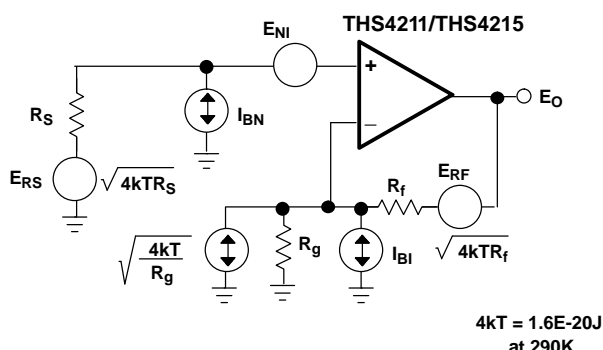 THS4211/THS4215
E_NI
+
_
E_O
R_S
I_BN
E_RS
√4kTR_S
R_f
E_RF
√4kTR_f
√4kT/R_g
R_g
I_BI
4kT = 1.6E-20J
at 290K